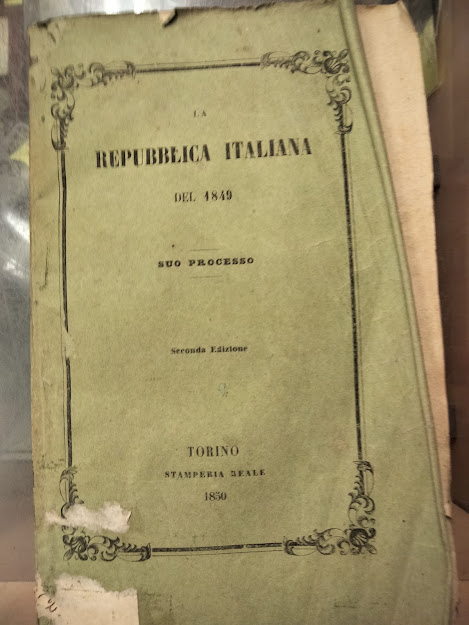 LA
REPUBBLICA ITALIANA
DEL 1849
SUO PROCESSO
Seconda Edizione
TORINO
STAMPERIA REALE
1850